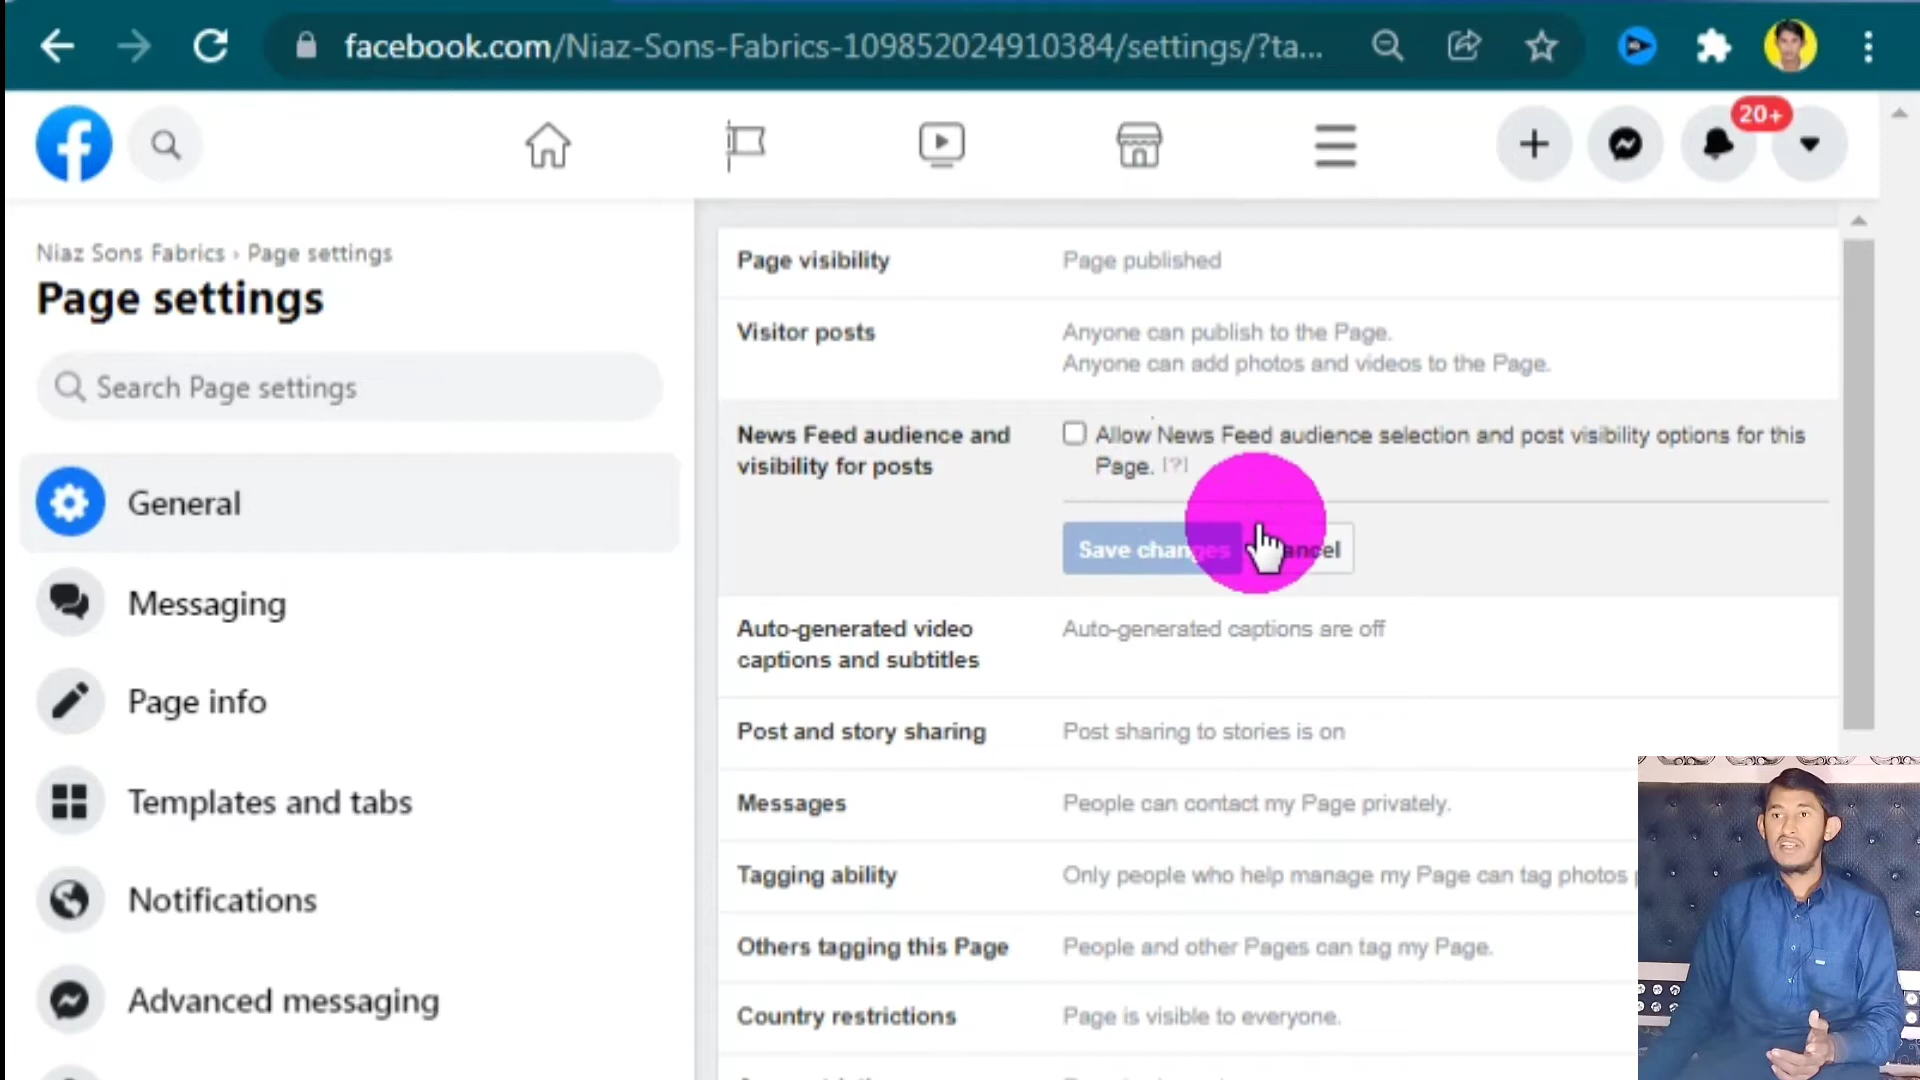 facebook.com/Niaz-Sons-Fabrics-109852024910384/settings/?ta...
20+
Niaz Sons Fabrics › Page settings
Page settings
Search Page settings
General
Messaging
Page info
Templates and tabs
Notifications
Advanced messaging
Page visibility
Page published
Visitor posts
Anyone can publish to the Page.
Anyone can add photos and videos to the Page.
News Feed audience and
visibility for posts
Allow News Feed audience selection and post visibility options for this
Page. [?]
Save changes
Cancel
Auto-generated video
captions and subtitles
Auto-generated captions are off
Post and story sharing
Post sharing to stories is on
Messages
People can contact my Page privately.
Tagging ability
Only people who help manage my Page can tag photos
Others tagging this Page
People and other Pages can tag my Page.
Country restrictions
Page is visible to everyone.